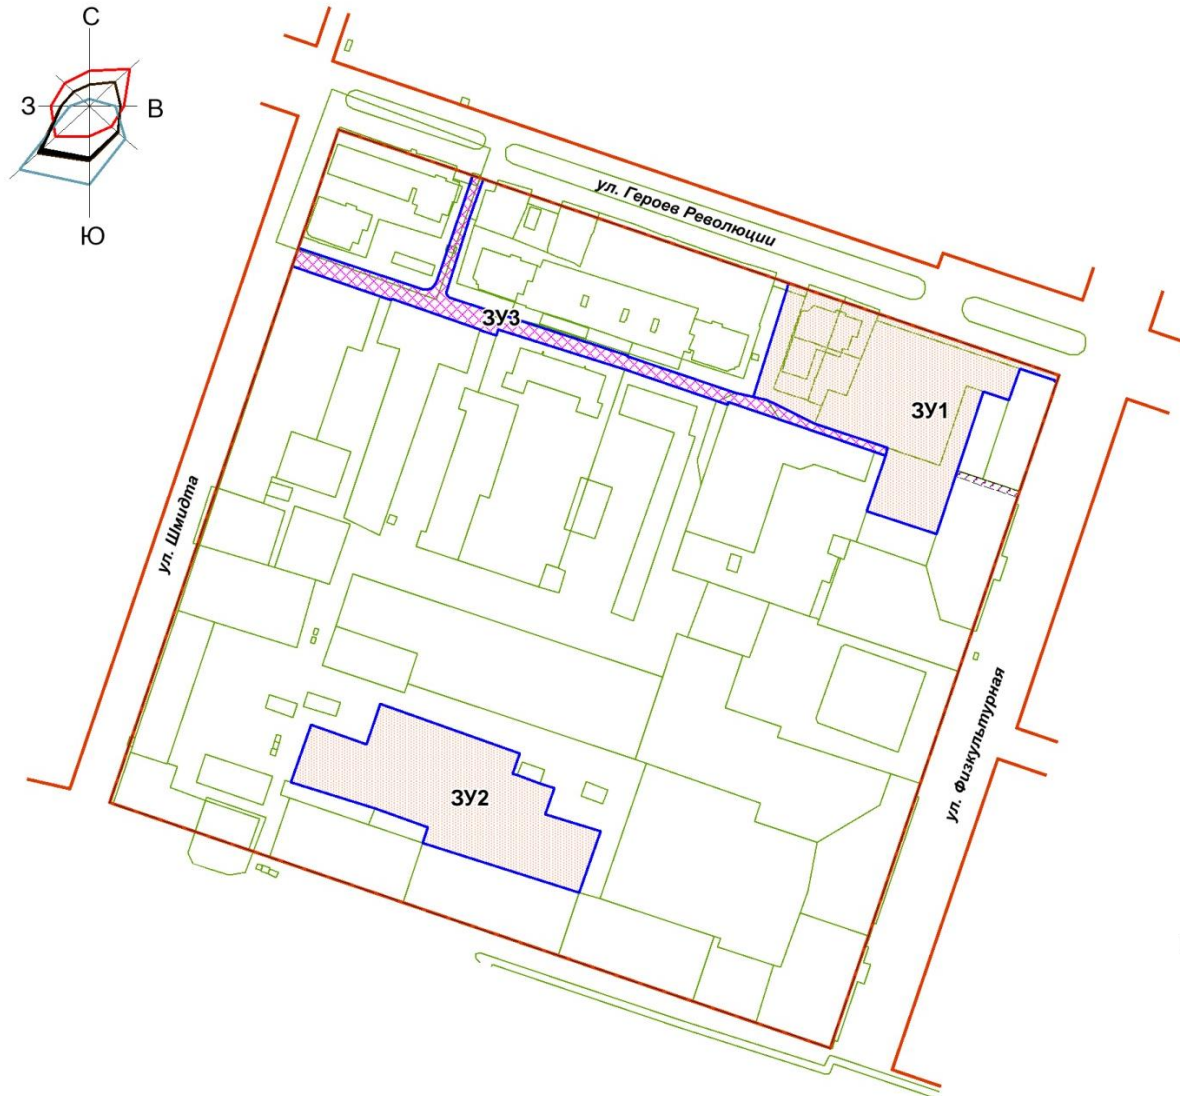 С
З
В
Ю
ул. Героев Революции
ЗУ3
ЗУ1
ул. Шмидта
ул. Физкультурная
ЗУ2